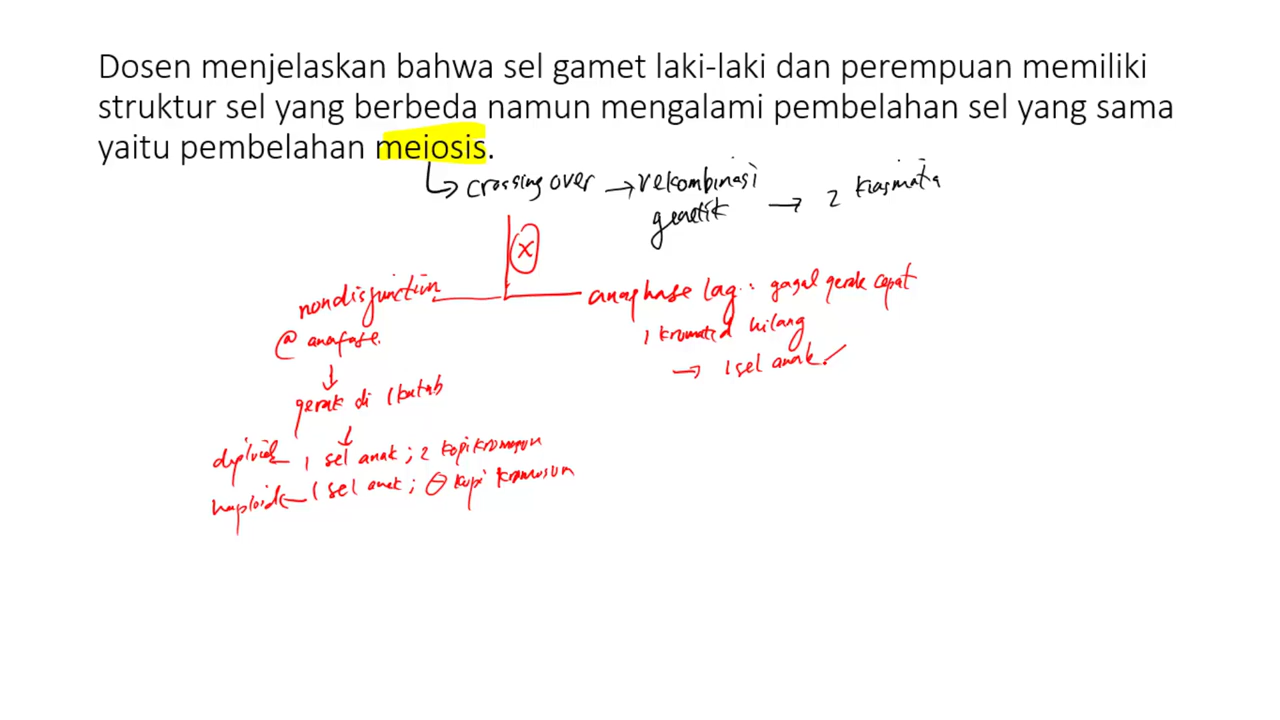 Dosen menjelaskan bahwa sel gamet laki-laki dan perempuan memiliki
struktur sel yang berbeda namun mengalami pembelahan sel yang sama
yaitu pembelahan meiosis.
↳ crossing over → rekombinasi
genetik → 2 kiasmata
X
nondisjunction
@ anafase.
↓
gerak di 1 kutub
↓
diploid 1 sel anak ; 2 kopi kromosom
haploid 1 sel anak ; kopi kromosom
anaphase lag : gagal gerak cepat
1 kromatid hilang
→ 1 sel anak ✓